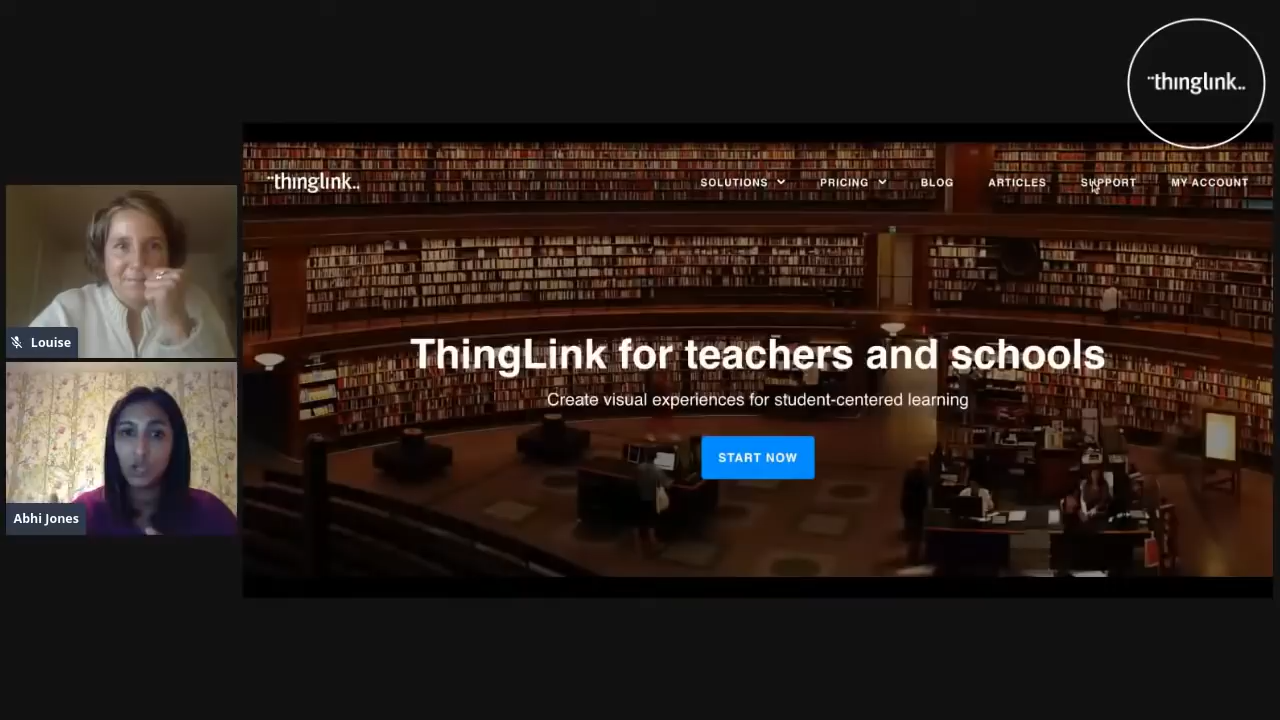 ¨thinglink..
¨thinglink..
SOLUTIONS PRICING BLOG ARTICLES SUPPORT MY ACCOUNT
ThingLink for teachers and schools
Create visual experiences for student-centered learning
START NOW
Louise
Abhi Jones